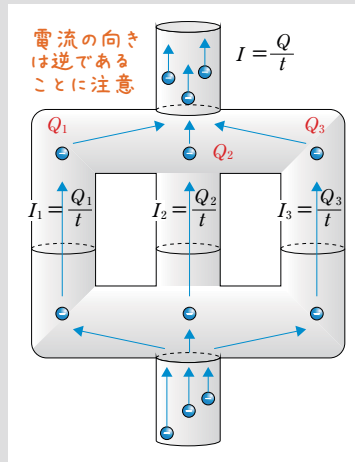 電流の向き
は逆である
ことに注意
I = Q/t
Q₁
Q₂
Q₃
I₁ = Q₁/t
I₂ = Q₂/t
I₃ = Q₃/t